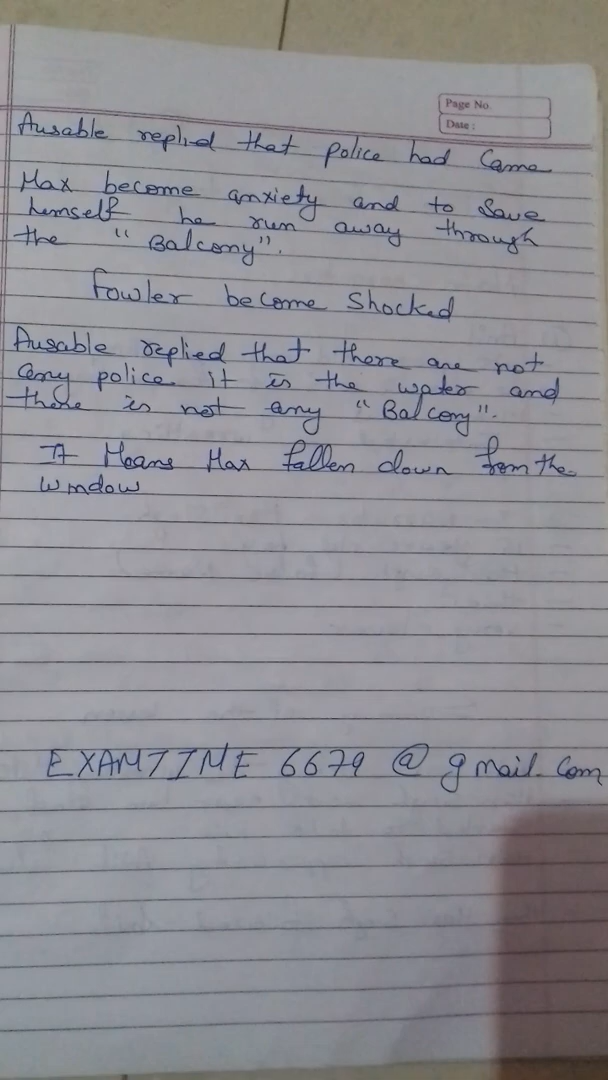 Page No.
Date :
Ausable replied that police had Came
Max become anxiety and to Save
hemself he run away through
the "Balcony".
Fowler become Shocked
Ausable replied that there are not
any police it is the water and
there is not any "Balcony".
It Means Max fallen down from the
window
EXAMTIME 6679 @ gmail. Com